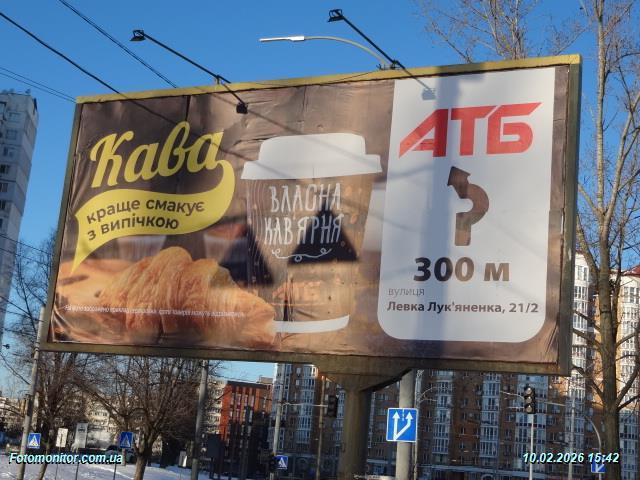 Кава
краще смакує
з випічкою
ВЛАСНА
КАВ'ЯРНЯ
АТБ
АТБ
300 м
вулиця
Левка Лук'яненка, 21/2
Fotomonitor.com.ua
10.02.2026 15:42